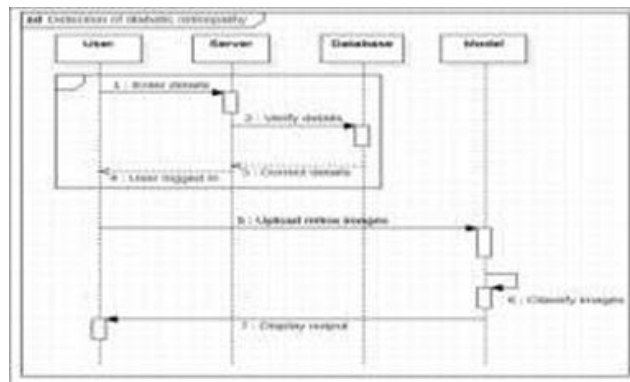 sd Detection of diabetic retinopathy
User
Server
Database
Model
1 : Enter details
2 : Verify details
3 : Correct details
4 : User logged in
5 : Upload retina images
6 : Classify images
7 : Display output